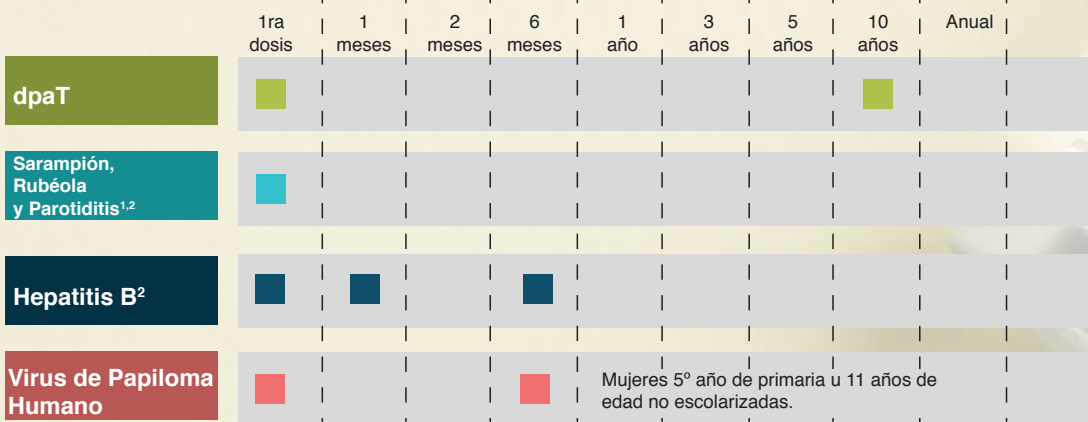 1ra dosis
1 meses
2 meses
6 meses
1 año
3 años
5 años
10 años
Anual
dpaT
Sarampión,
Rubéola
y Parotiditis1,2
Hepatitis B2
Virus de Papiloma
Humano
Mujeres 5º año de primaria u 11 años de
edad no escolarizadas.